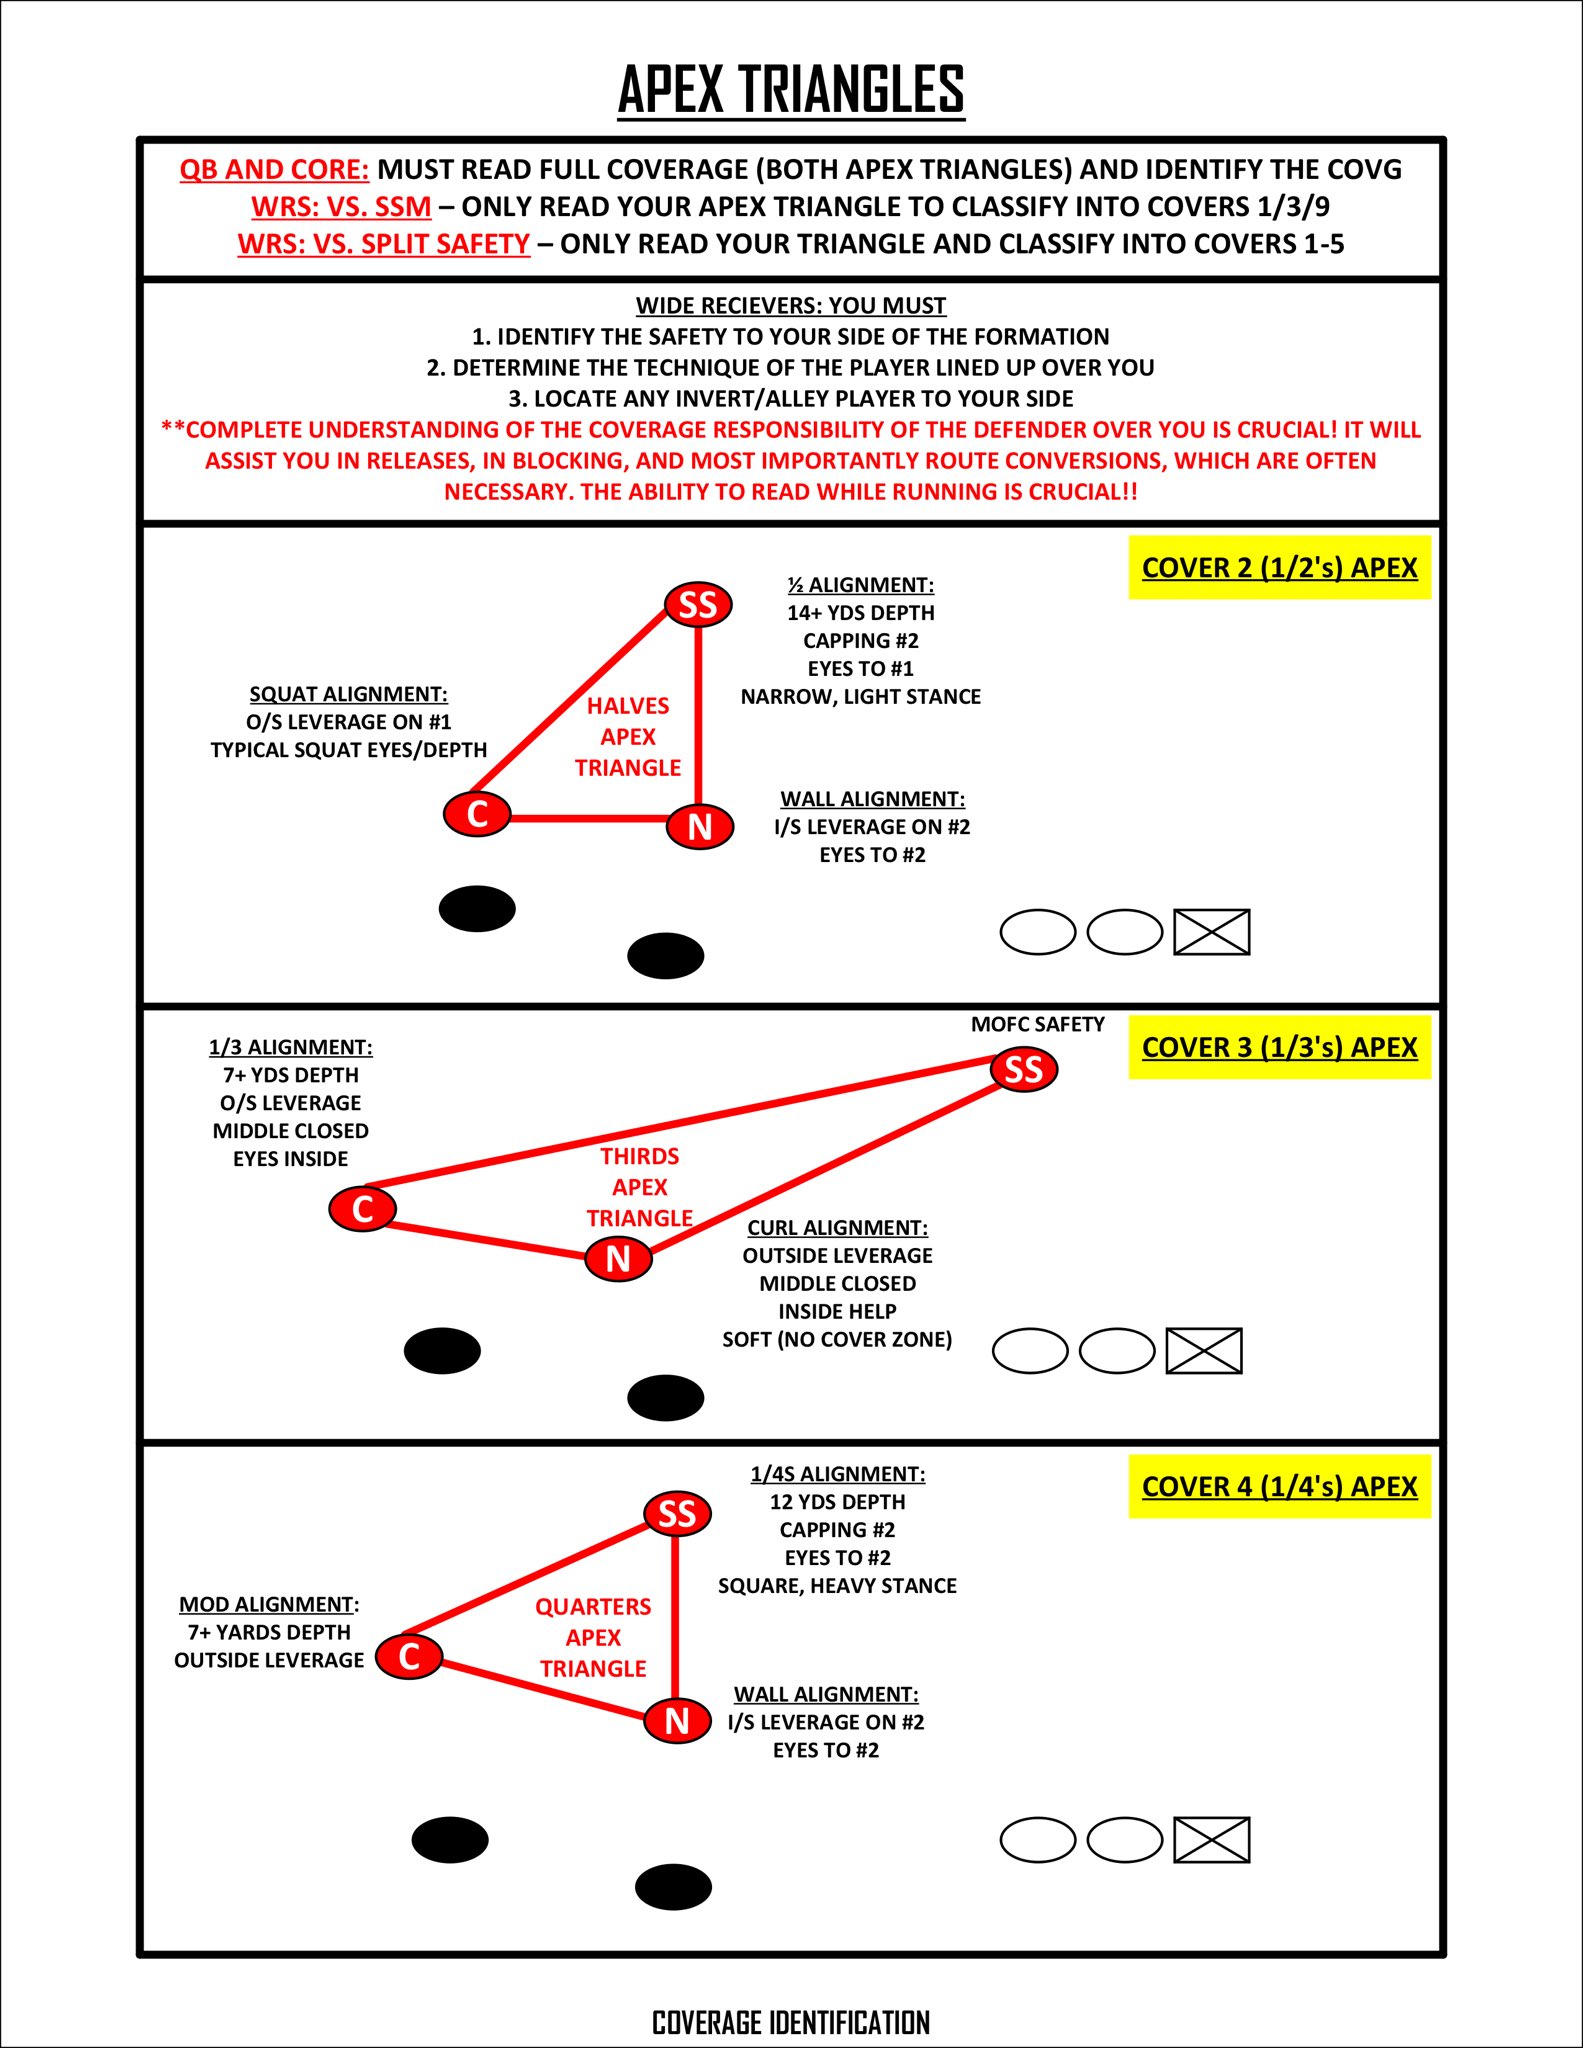 APEX TRIANGLES
QB AND CORE: MUST READ FULL COVERAGE (BOTH APEX TRIANGLES) AND IDENTIFY THE COVG
WRS: VS. SSM – ONLY READ YOUR APEX TRIANGLE TO CLASSIFY INTO COVERS 1/3/9
WRS: VS. SPLIT SAFETY – ONLY READ YOUR TRIANGLE AND CLASSIFY INTO COVERS 1-5
WIDE RECIEVERS: YOU MUST
1. IDENTIFY THE SAFETY TO YOUR SIDE OF THE FORMATION
2. DETERMINE THE TECHNIQUE OF THE PLAYER LINED UP OVER YOU
3. LOCATE ANY INVERT/ALLEY PLAYER TO YOUR SIDE
**COMPLETE UNDERSTANDING OF THE COVERAGE RESPONSIBILITY OF THE DEFENDER OVER YOU IS CRUCIAL! IT WILL
ASSIST YOU IN RELEASES, IN BLOCKING, AND MOST IMPORTANTLY ROUTE CONVERSIONS, WHICH ARE OFTEN
NECESSARY. THE ABILITY TO READ WHILE RUNNING IS CRUCIAL!!
COVER 2 (1/2's) APEX
SS
½ ALIGNMENT:
14+ YDS DEPTH
CAPPING #2
EYES TO #1
NARROW, LIGHT STANCE
SQUAT ALIGNMENT:
O/S LEVERAGE ON #1
TYPICAL SQUAT EYES/DEPTH
HALVES
APEX
TRIANGLE
C
N
WALL ALIGNMENT:
I/S LEVERAGE ON #2
EYES TO #2
MOFC SAFETY
COVER 3 (1/3's) APEX
SS
1/3 ALIGNMENT:
7+ YDS DEPTH
O/S LEVERAGE
MIDDLE CLOSED
EYES INSIDE
THIRDS
APEX
TRIANGLE
C
N
CURL ALIGNMENT:
OUTSIDE LEVERAGE
MIDDLE CLOSED
INSIDE HELP
SOFT (NO COVER ZONE)
COVER 4 (1/4's) APEX
SS
1/4S ALIGNMENT:
12 YDS DEPTH
CAPPING #2
EYES TO #2
SQUARE, HEAVY STANCE
MOD ALIGNMENT:
7+ YARDS DEPTH
OUTSIDE LEVERAGE
QUARTERS
APEX
TRIANGLE
C
N
WALL ALIGNMENT:
I/S LEVERAGE ON #2
EYES TO #2
COVERAGE IDENTIFICATION